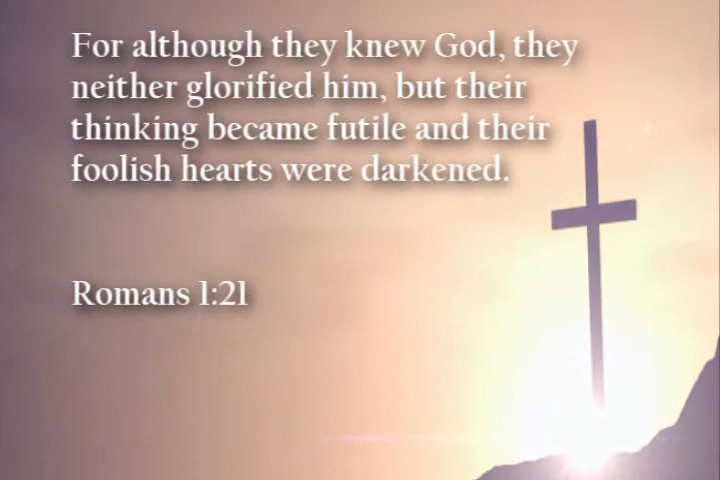 For although they knew God, they
neither glorified him, but their
thinking became futile and their
foolish hearts were darkened.
Romans 1:21